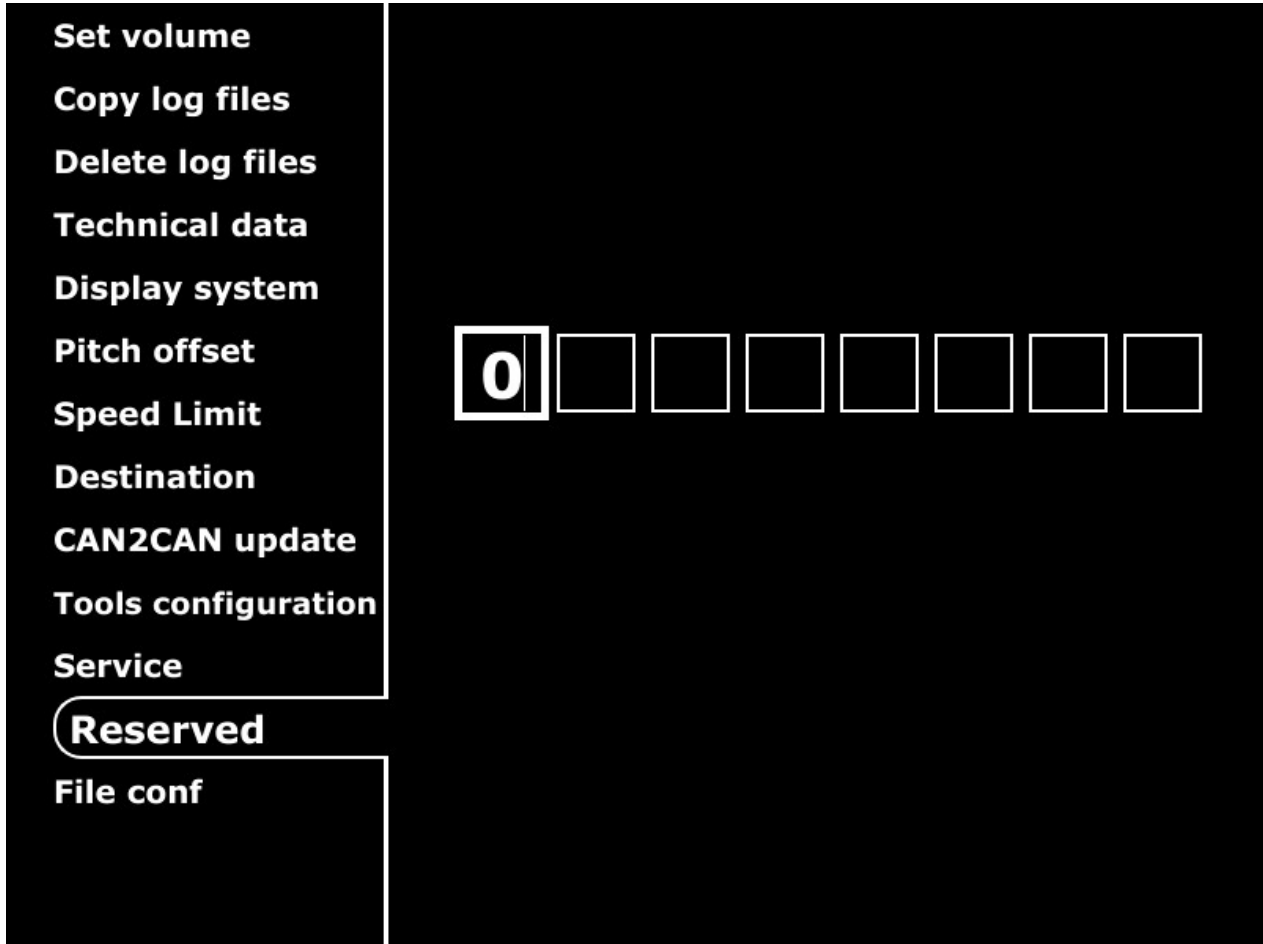 Set volume
Copy log files
Delete log files
Technical data
Display system
Pitch offset
Speed Limit
Destination
CAN2CAN update
Tools configuration
Service
Reserved
File conf
0